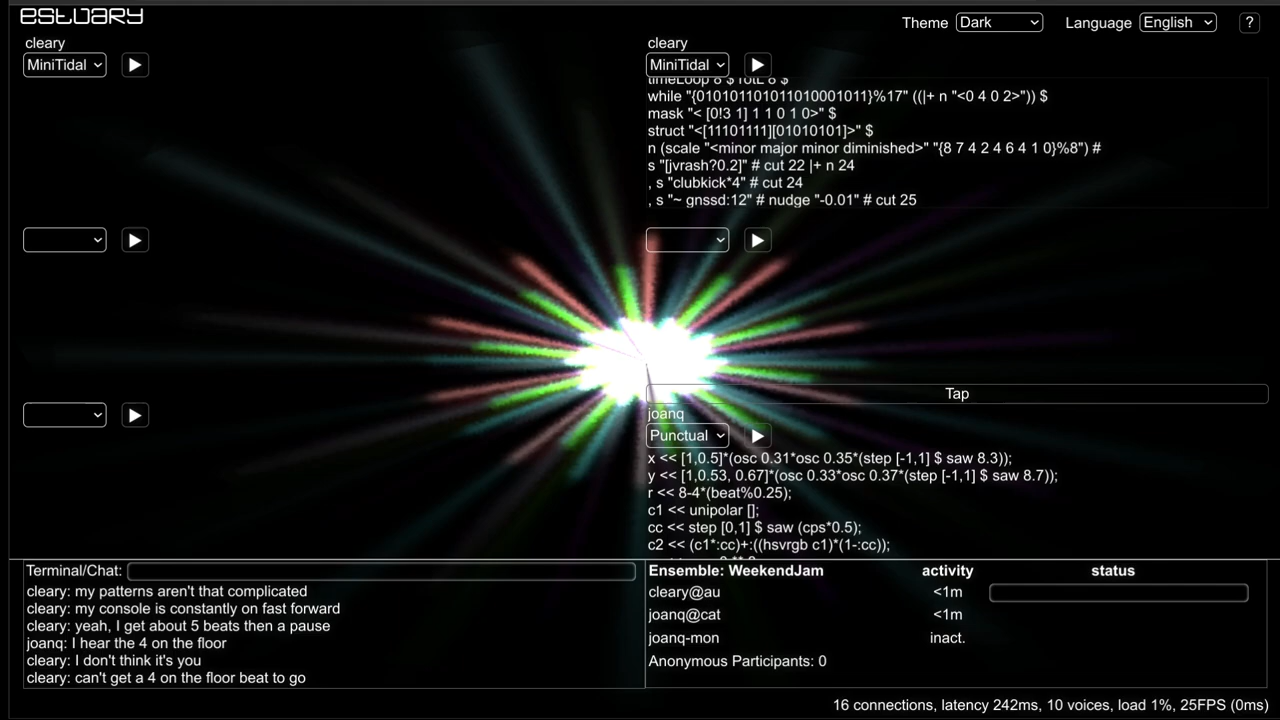 estuary
Theme Dark Language English ?
cleary
MiniTidal
cleary
MiniTidal
timeLoop 8 $ rotL 8 $
while "{010101101011010001011}%17" ((|+ n "<0 4 0 2>")) $
mask "< [0!3 1] 1 1 0 1 0>" $
struct "<[11101111][01010101]>" $
n (scale "<minor major minor diminished>" "{8 7 4 2 4 6 4 1 0}%8") #
s "[jvrash?0.2]" # cut 22 |+ n 24
, s "clubkick*4" # cut 24
, s "~ gnssd:12" # nudge "-0.01" # cut 25
Tap
joanq
Punctual
x << [1,0.5]*(osc 0.31*osc 0.35*(step [-1,1] $ saw 8.3));
y << [1,0.53, 0.67]*(osc 0.33*osc 0.37*(step [-1,1] $ saw 8.7));
r << 8-4*(beat%0.25);
c1 << unipolar [];
cc << step [0,1] $ saw (cps*0.5);
c2 << (c1*:cc)+:((hsvrgb c1)*(1-:cc));
Terminal/Chat:
cleary: my patterns aren't that complicated
cleary: my console is constantly on fast forward
cleary: yeah, I get about 5 beats then a pause
joanq: I hear the 4 on the floor
cleary: I don't think it's you
cleary: can't get a 4 on the floor beat to go
Ensemble: WeekendJam activity status
cleary@au <1m
joanq@cat <1m
joanq-mon inact.
Anonymous Participants: 0
16 connections, latency 242ms, 10 voices, load 1%, 25FPS (0ms)